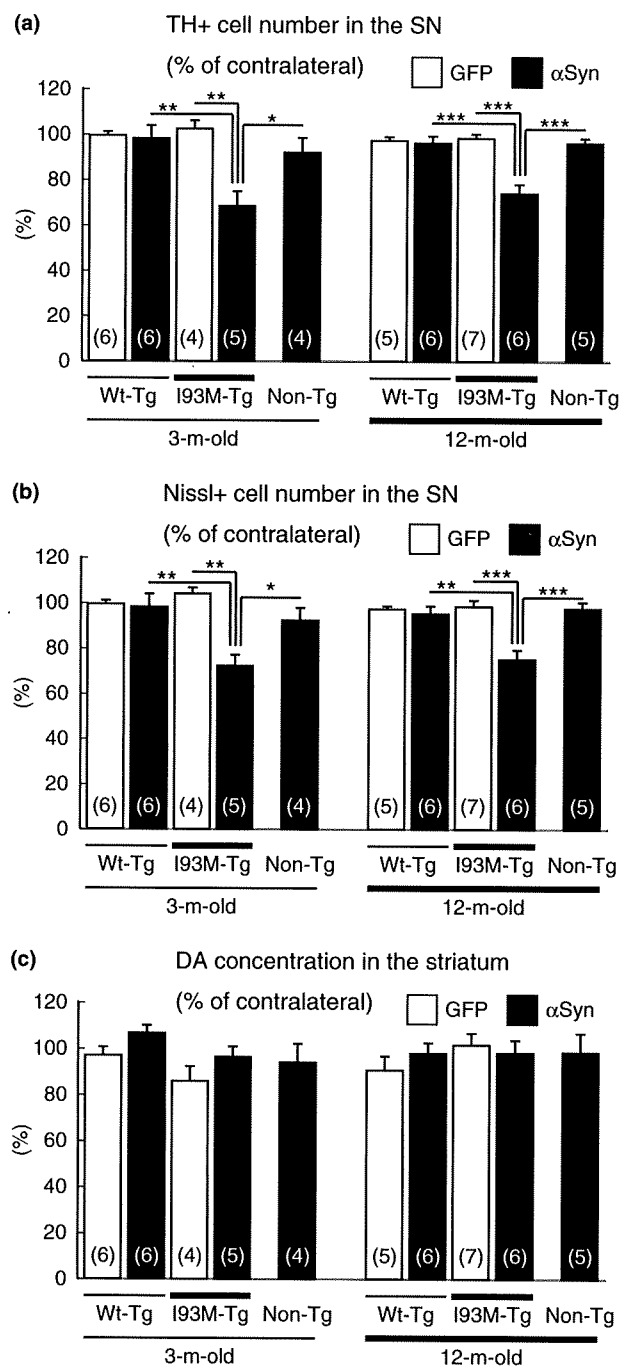 (a) TH+ cell number in the SN
(% of contralateral) GFP αSyn
120
100
80
60
40
20
0
(%)
** ** * *** *** ***
(6) (6) (4) (5) (4) (5) (6) (7) (6) (5)
Wt-Tg I93M-Tg Non-Tg Wt-Tg I93M-Tg Non-Tg
3-m-old 12-m-old
(b) Nissl+ cell number in the SN
(% of contralateral) GFP αSyn
120
100
80
60
40
20
0
(%)
** ** * ** *** ***
(6) (6) (4) (5) (4) (5) (6) (7) (6) (5)
Wt-Tg I93M-Tg Non-Tg Wt-Tg I93M-Tg Non-Tg
3-m-old 12-m-old
(c) DA concentration in the striatum
(% of contralateral) GFP αSyn
120
100
80
60
40
20
0
(%)
(6) (6) (4) (5) (4) (5) (6) (7) (6) (5)
Wt-Tg I93M-Tg Non-Tg Wt-Tg I93M-Tg Non-Tg
3-m-old 12-m-old